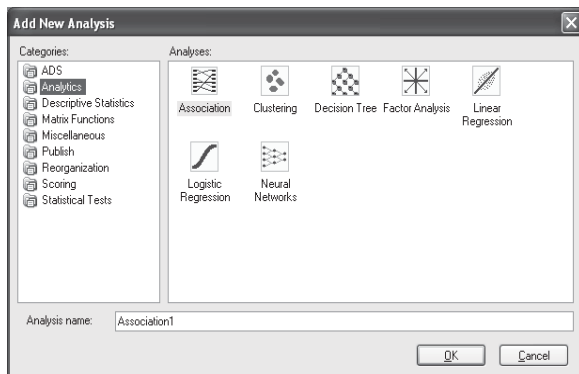 Add New Analysis
Categories:
ADS
Analytics
Descriptive Statistics
Matrix Functions
Miscellaneous
Publish
Reorganization
Scoring
Statistical Tests
Analyses:
Association
Clustering
Decision Tree
Factor Analysis
Linear
Regression
Logistic
Regression
Neural
Networks
Analysis name:
Association1
OK
Cancel